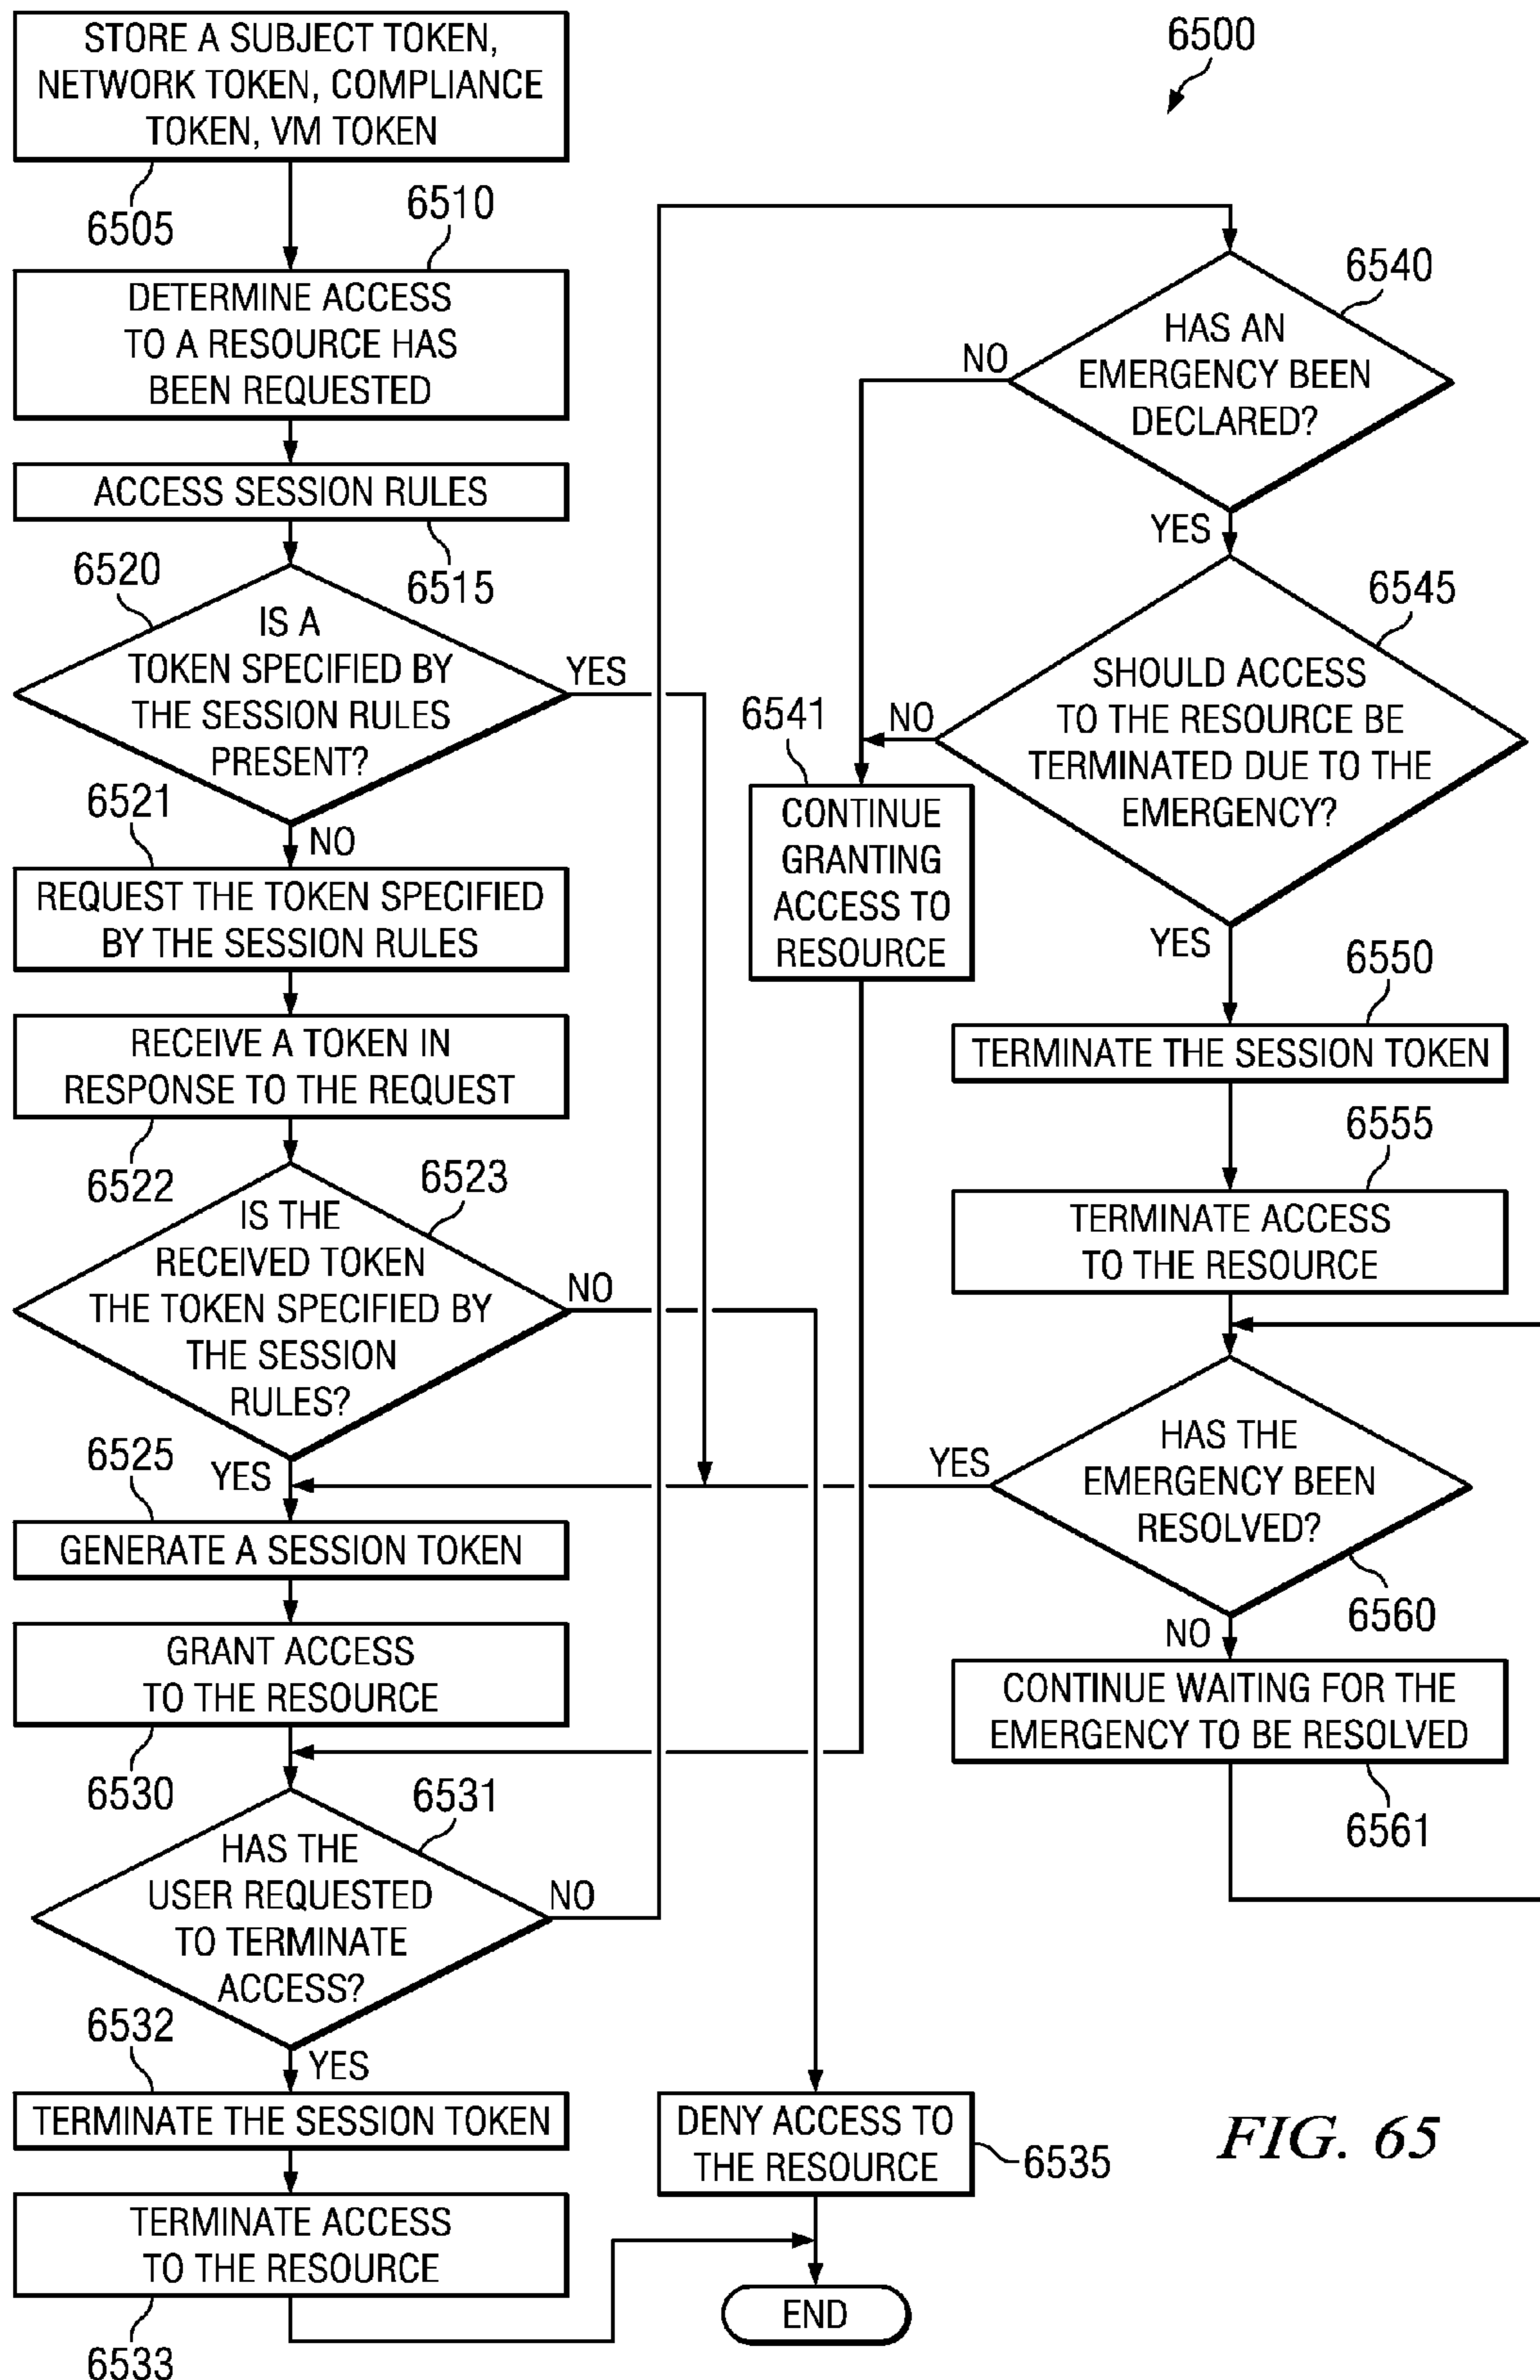 STORE A SUBJECT TOKEN,
NETWORK TOKEN, COMPLIANCE
TOKEN, VM TOKEN
6505
6510
DETERMINE ACCESS
TO A RESOURCE HAS
BEEN REQUESTED
ACCESS SESSION RULES
6515
6520
IS A
TOKEN SPECIFIED BY
THE SESSION RULES
PRESENT?
YES
NO
6521
REQUEST THE TOKEN SPECIFIED
BY THE SESSION RULES
RECEIVE A TOKEN IN
RESPONSE TO THE REQUEST
6522
6523
IS THE
RECEIVED TOKEN
THE TOKEN SPECIFIED BY
THE SESSION
RULES?
NO
YES
6525
GENERATE A SESSION TOKEN
GRANT ACCESS
TO THE RESOURCE
6530
6531
HAS THE
USER REQUESTED
TO TERMINATE
ACCESS?
NO
YES
6532
TERMINATE THE SESSION TOKEN
TERMINATE ACCESS
TO THE RESOURCE
6533
6500
6540
HAS AN
EMERGENCY BEEN
DECLARED?
NO
YES
6545
SHOULD ACCESS
TO THE RESOURCE BE
TERMINATED DUE TO THE
EMERGENCY?
NO
YES
6541
CONTINUE
GRANTING
ACCESS TO
RESOURCE
6550
TERMINATE THE SESSION TOKEN
6555
TERMINATE ACCESS
TO THE RESOURCE
HAS THE
EMERGENCY BEEN
RESOLVED?
YES
6560
NO
CONTINUE WAITING FOR THE
EMERGENCY TO BE RESOLVED
6561
DENY ACCESS TO
THE RESOURCE
6535
END
FIG. 65